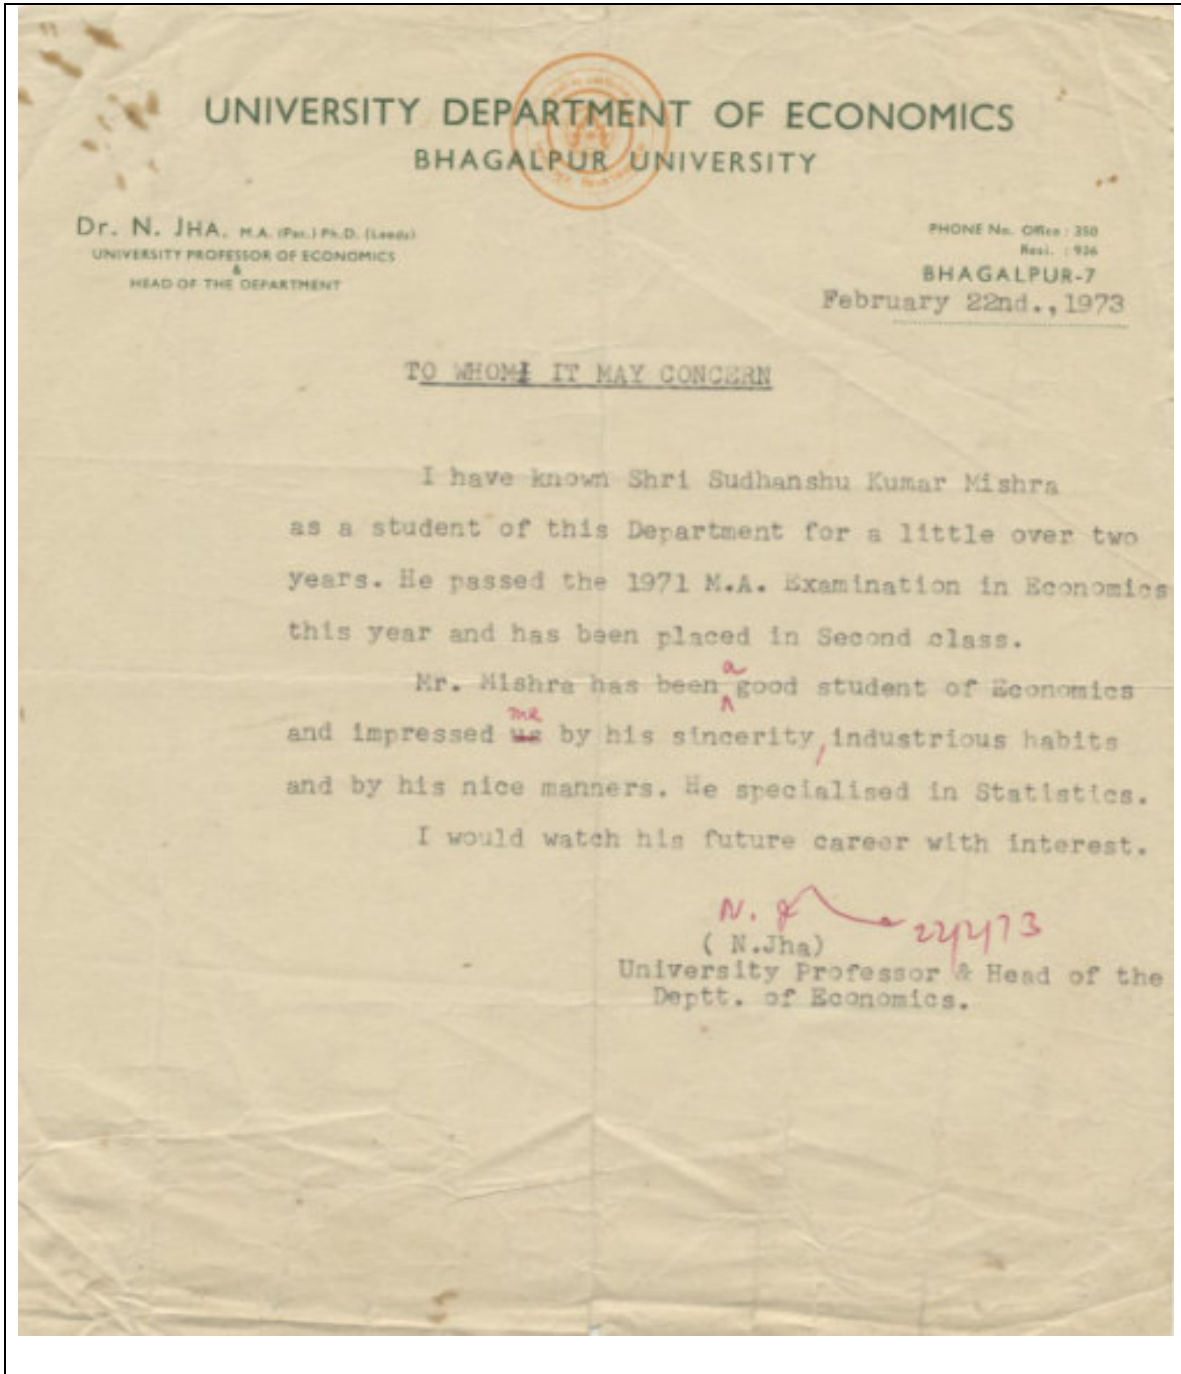 UNIVERSITY DEPARTMENT OF ECONOMICS
BHAGALPUR UNIVERSITY
Dr. N. JHA, M.A. (Pat.) Ph.D. (Leeds)
UNIVERSITY PROFESSOR OF ECONOMICS
&
HEAD OF THE DEPARTMENT
PHONE No. Office : 350
Resi. : 936
BHAGALPUR-7
February 22nd., 1973
TO WHOM IT MAY CONCERN
I have known Shri Sudhanshu Kumar Mishra
as a student of this Department for a little over two
years. He passed the 1971 M.A. Examination in Economics
this year and has been placed in Second class.
Mr. Mishra has been a good student of Economics
and impressed me by his sincerity, industrious habits
and by his nice manners. He specialised in Statistics.
I would watch his future career with interest.
N. J 22/2/73
( N.Jha)
University Professor & Head of the
Deptt. of Economics.